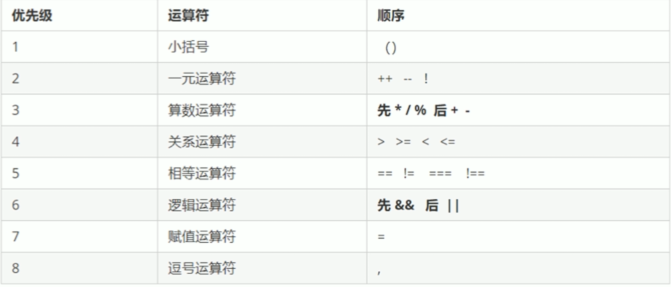 优先级 运算符 顺序
1 小括号 （）
2 一元运算符 ++ -- !
3 算数运算符 先 * / % 后 + -
4 关系运算符 > >= < <=
5 相等运算符 == != === !==
6 逻辑运算符 先 && 后 ||
7 赋值运算符 =
8 逗号运算符 ,